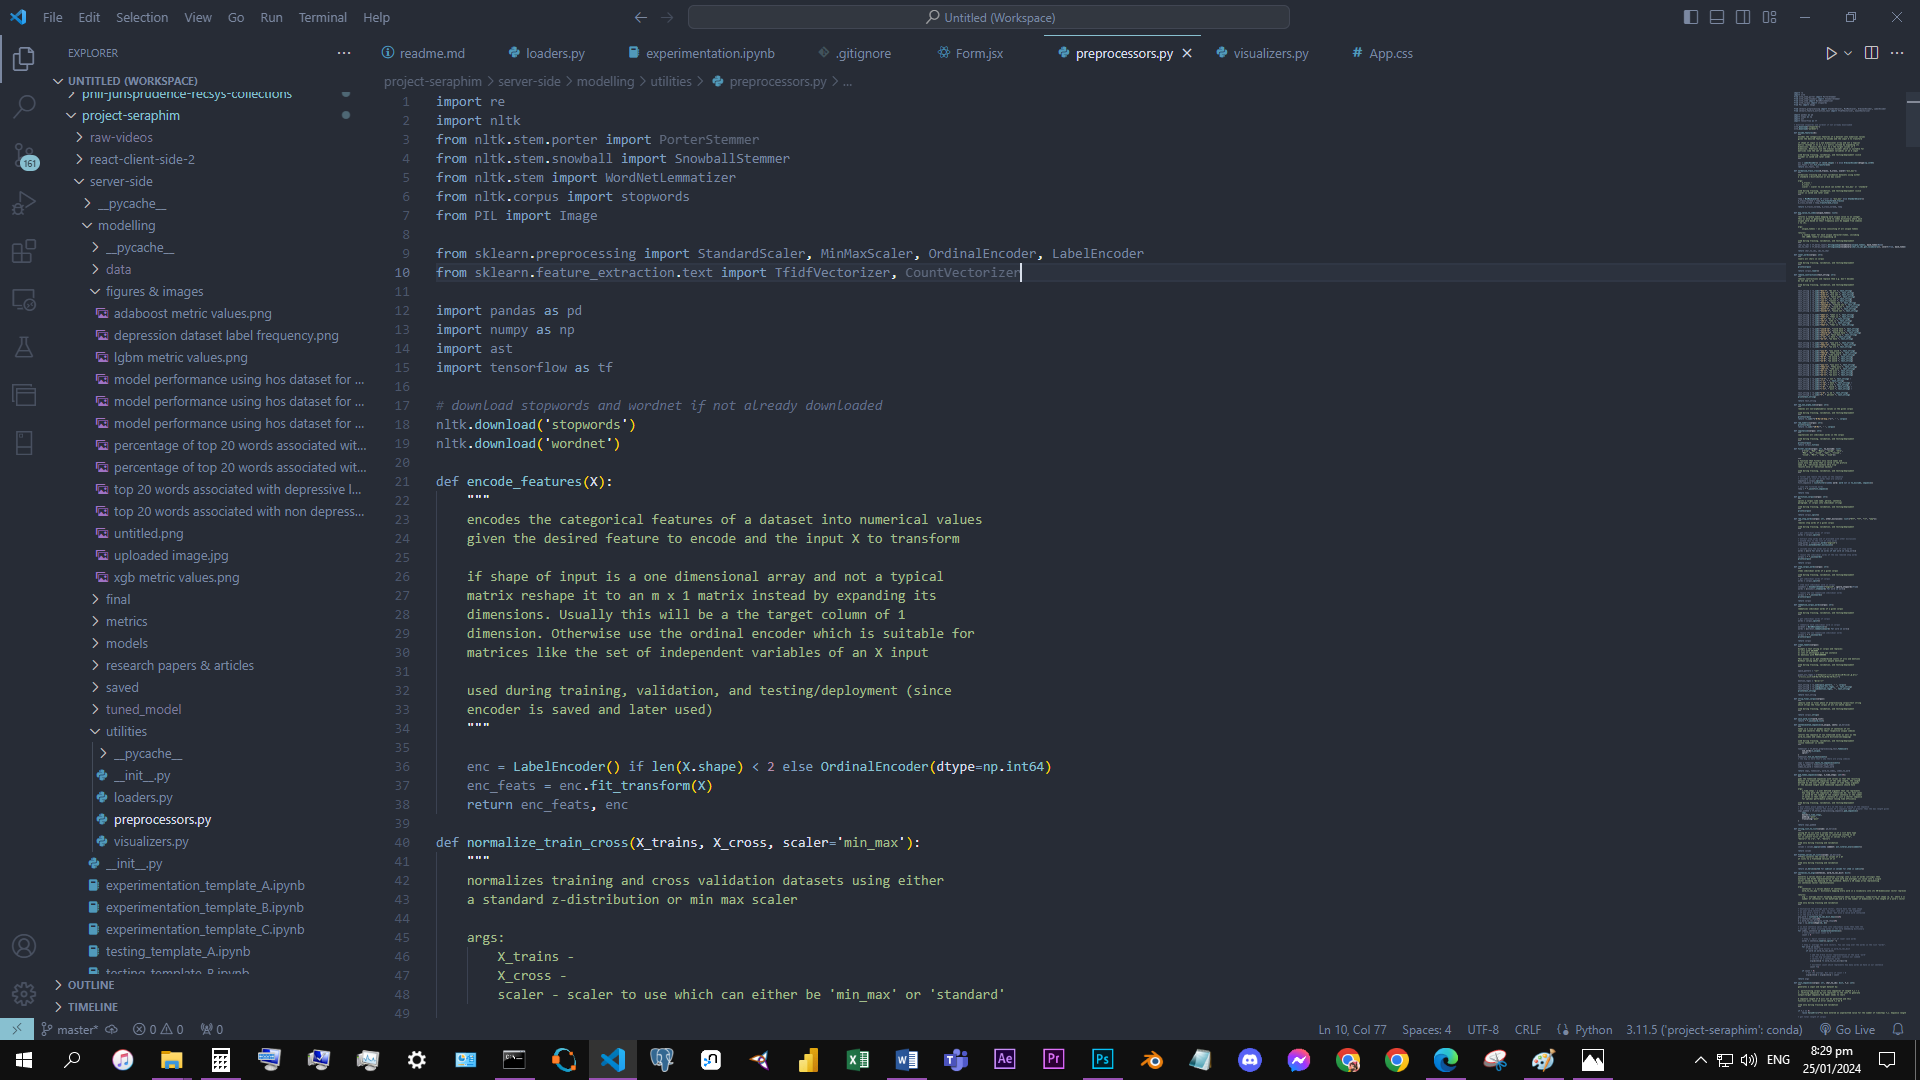 File Edit Selection View Go Run Terminal Help
Untitled (Workspace)
EXPLORER
readme.md
loaders.py
experimentation.ipynb
.gitignore
Form.jsx
preprocessors.py
visualizers.py
# App.css
UNTITLED (WORKSPACE)
phil-jurisprudence-recsys-collections
project-seraphim
raw-videos
react-client-side-2
server-side
__pycache__
modelling
__pycache__
data
figures & images
adaboost metric values.png
depression dataset label frequency.png
lgbm metric values.png
model performance using hos dataset for ...
model performance using hos dataset for ...
model performance using hos dataset for ...
percentage of top 20 words associated wit...
percentage of top 20 words associated wit...
top 20 words associated with depressive l...
top 20 words associated with non depress...
untitled.png
uploaded image.jpg
xgb metric values.png
final
metrics
models
research papers & articles
saved
tuned_model
utilities
__pycache__
__init__.py
loaders.py
preprocessors.py
visualizers.py
__init__.py
experimentation_template_A.ipynb
experimentation_template_B.ipynb
experimentation_template_C.ipynb
testing_template_A.ipynb
testing_template_B.ipynb
OUTLINE
TIMELINE
161
project-seraphim > server-side > modelling > utilities > preprocessors.py > ...
1 import re
2 import nltk
3 from nltk.stem.porter import PorterStemmer
4 from nltk.stem.snowball import SnowballStemmer
5 from nltk.stem import WordNetLemmatizer
6 from nltk.corpus import stopwords
7 from PIL import Image
8
9 from sklearn.preprocessing import StandardScaler, MinMaxScaler, OrdinalEncoder, LabelEncoder
10 from sklearn.feature_extraction.text import TfidfVectorizer, CountVectorizer
11
12 import pandas as pd
13 import numpy as np
14 import ast
15 import tensorflow as tf
16
17 # download stopwords and wordnet if not already downloaded
18 nltk.download('stopwords')
19 nltk.download('wordnet')
20
21 def encode_features(X):
22 """
23 encodes the categorical features of a dataset into numerical values
24 given the desired feature to encode and the input X to transform
25
26 if shape of input is a one dimensional array and not a typical
27 matrix reshape it to an m x 1 matrix instead by expanding its
28 dimensions. Usually this will be a the target column of 1
29 dimension. Otherwise use the ordinal encoder which is suitable for
30 matrices like the set of independent variables of an X input
31
32 used during training, validation, and testing/deployment (since
33 encoder is saved and later used)
34 """
35
36 enc = LabelEncoder() if len(X.shape) < 2 else OrdinalEncoder(dtype=np.int64)
37 enc_feats = enc.fit_transform(X)
38 return enc_feats, enc
39
40 def normalize_train_cross(X_trains, X_cross, scaler='min_max'):
41 """
42 normalizes training and cross validation datasets using either
43 a standard z-distribution or min max scaler
44
45 args:
46 X_trains -
47 X_cross -
48 scaler - scaler to use which can either be 'min_max' or 'standard'
49
master* 0 0 0
Ln 10, Col 77 Spaces: 4 UTF-8 CRLF Python 3.11.5 ('project-seraphim': conda) Go Live
ENG
8:29 pm
25/01/2024